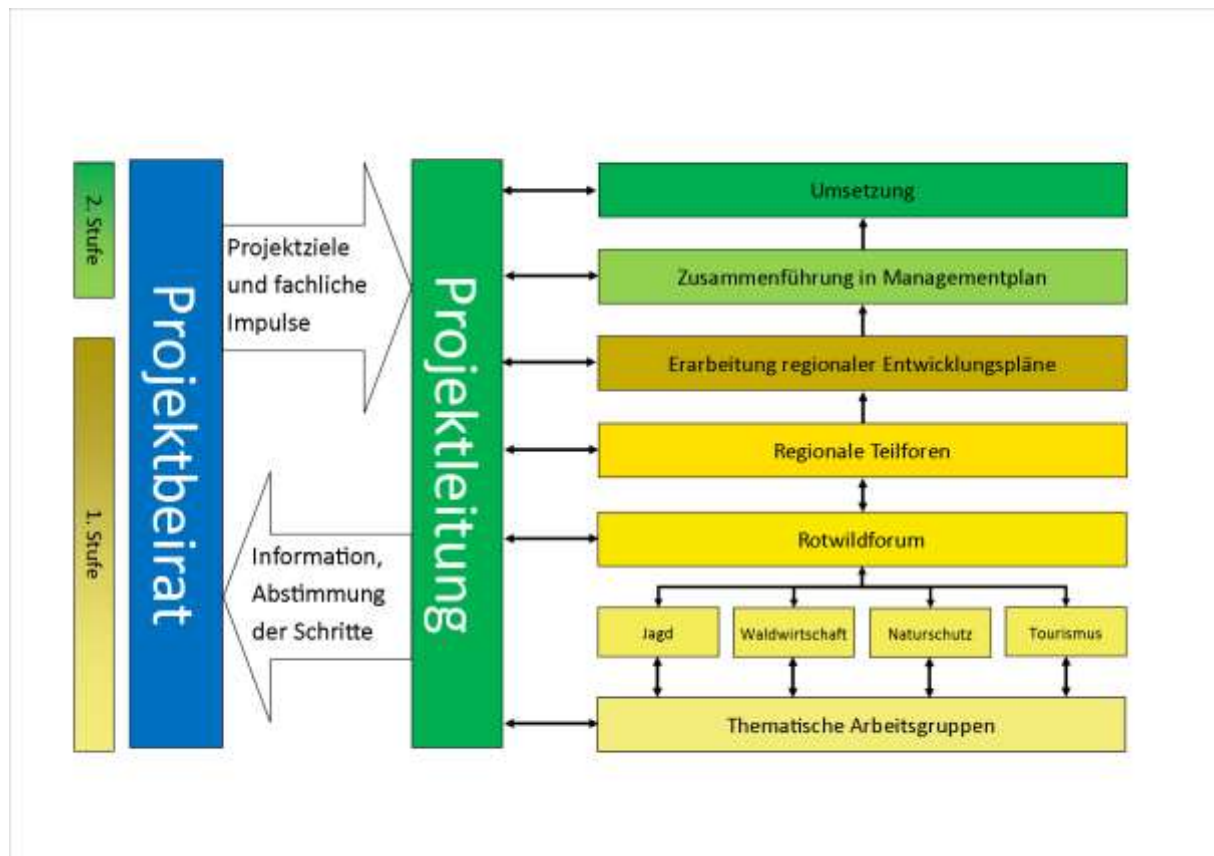 2. Stufe
1. Stufe
Projektbeirat
Projektziele
und fachliche
Impulse
Information,
Abstimmung
der Schritte
Projektleitung
Umsetzung
Zusammenführung in Managementplan
Erarbeitung regionaler Entwicklungspläne
Regionale Teilforen
Rotwildforum
Jagd
Waldwirtschaft
Naturschutz
Tourismus
Thematische Arbeitsgruppen